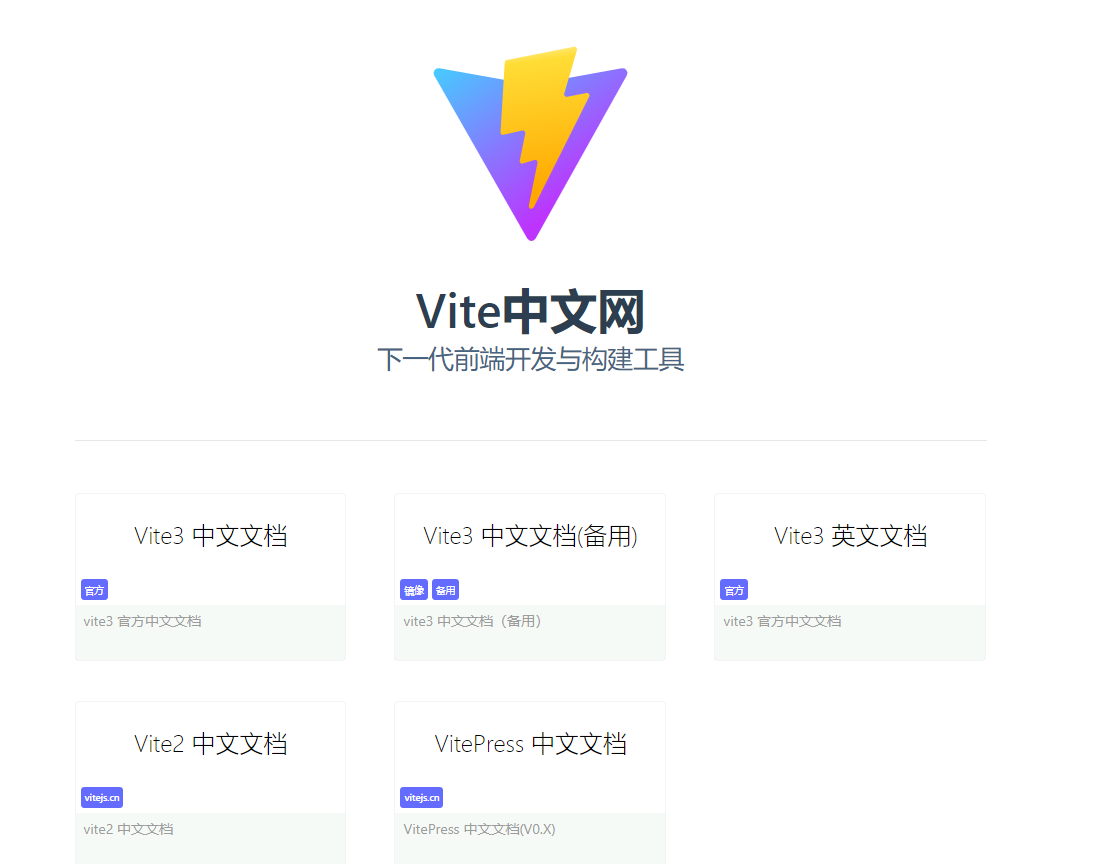 Vite中文网
下一代前端开发与构建工具
Vite3 中文文档
官方
vite3 官方中文文档
Vite3 中文文档(备用)
镜像 备用
vite3 中文文档（备用）
Vite3 英文文档
官方
vite3 官方中文文档
Vite2 中文文档
vitejs.cn
vite2 中文文档
VitePress 中文文档
vitejs.cn
VitePress 中文文档(V0.X)